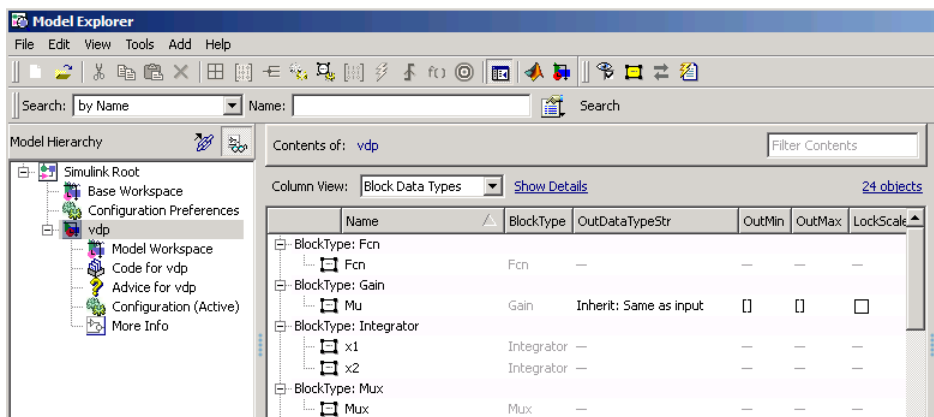 Model Explorer
File Edit View Tools Add Help
f()
Search: by Name Name: Search
Model Hierarchy
Contents of: vdp Filter Contents
Simulink Root
Base Workspace
Configuration Preferences
vdp
Model Workspace
Code for vdp
Advice for vdp
Configuration (Active)
More Info
Column View: Block Data Types Show Details 24 objects
Name BlockType OutDataTypeStr OutMin OutMax LockScale
BlockType: Fcn
Fcn Fcn — — — —
BlockType: Gain
Mu Gain Inherit: Same as input [] []
BlockType: Integrator
x1 Integrator — — — —
x2 Integrator — — — —
BlockType: Mux
Mux Mux — — — —